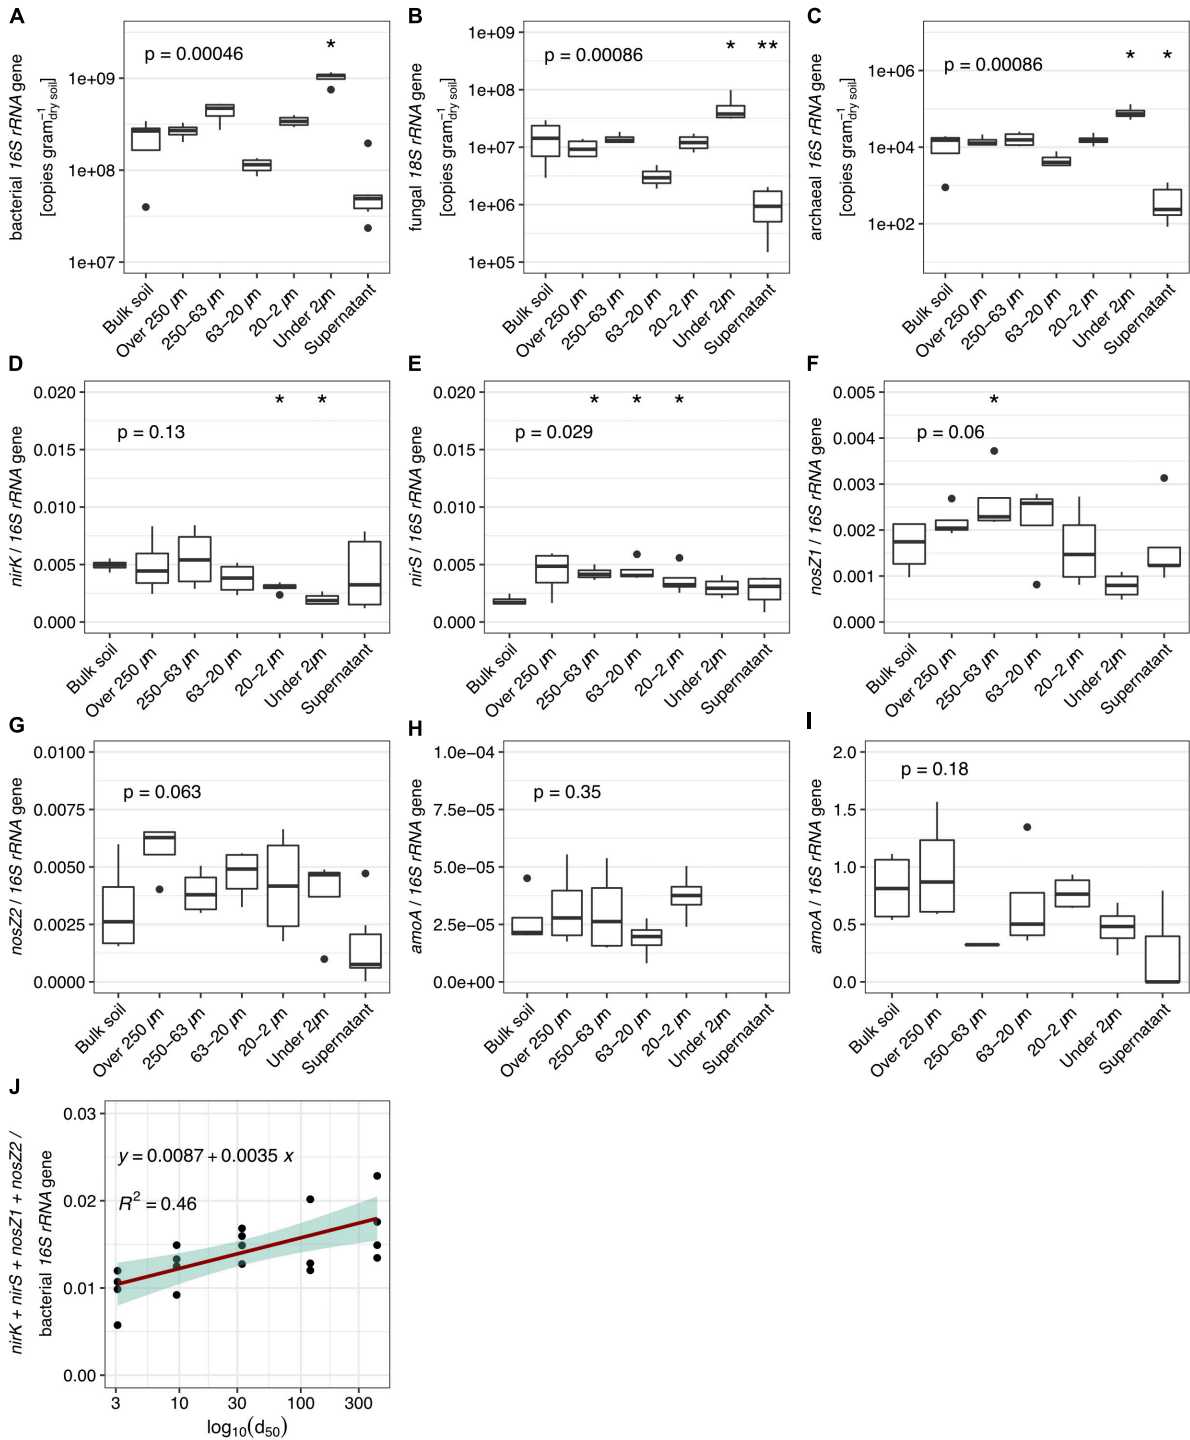 A
bacterial 16S rRNA gene
[copies gram⁻¹dry soil]
p = 0.00046
*
1e+09
1e+08
1e+07
Bulk soil
Over 250 µm
250–63 µm
63–20 µm
20–2 µm
Under 2µm
Supernatant
B
fungal 18S rRNA gene
[copies gram⁻¹dry soil]
p = 0.00086
*
**
1e+09
1e+08
1e+07
1e+06
1e+05
Bulk soil
Over 250 µm
250–63 µm
63–20 µm
20–2 µm
Under 2µm
Supernatant
C
archaeal 16S rRNA gene
[copies gram⁻¹dry soil]
p = 0.00086
*
*
1e+06
1e+04
1e+02
Bulk soil
Over 250 µm
250–63 µm
63–20 µm
20–2 µm
Under 2µm
Supernatant
D
nirK / 16S rRNA gene
p = 0.13
*
*
0.020
0.015
0.010
0.005
0.000
Bulk soil
Over 250 µm
250–63 µm
63–20 µm
20–2 µm
Under 2µm
Supernatant
E
nirS / 16S rRNA gene
p = 0.029
*
*
*
0.020
0.015
0.010
0.005
0.000
Bulk soil
Over 250 µm
250–63 µm
63–20 µm
20–2 µm
Under 2µm
Supernatant
F
nosZ1 / 16S rRNA gene
p = 0.06
*
0.005
0.004
0.003
0.002
0.001
0.000
Bulk soil
Over 250 µm
250–63 µm
63–20 µm
20–2 µm
Under 2µm
Supernatant
G
nosZ2 / 16S rRNA gene
p = 0.063
0.0100
0.0075
0.0050
0.0025
0.0000
Bulk soil
Over 250 µm
250–63 µm
63–20 µm
20–2 µm
Under 2µm
Supernatant
H
amoA / 16S rRNA gene
p = 0.35
1.0e−04
7.5e−05
5.0e−05
2.5e−05
0.0e+00
Bulk soil
Over 250 µm
250–63 µm
63–20 µm
20–2 µm
Under 2µm
Supernatant
I
amoA / 16S rRNA gene
p = 0.18
2.0
1.5
1.0
0.5
0.0
Bulk soil
Over 250 µm
250–63 µm
63–20 µm
20–2 µm
Under 2µm
Supernatant
J
nirK + nirS + nosZ1 + nosZ2 /
bacterial 16S rRNA gene
y = 0.0087 + 0.0035 x
R² = 0.46
0.03
0.02
0.01
0.00
3
10
30
100
300
log₁₀(d₅₀)